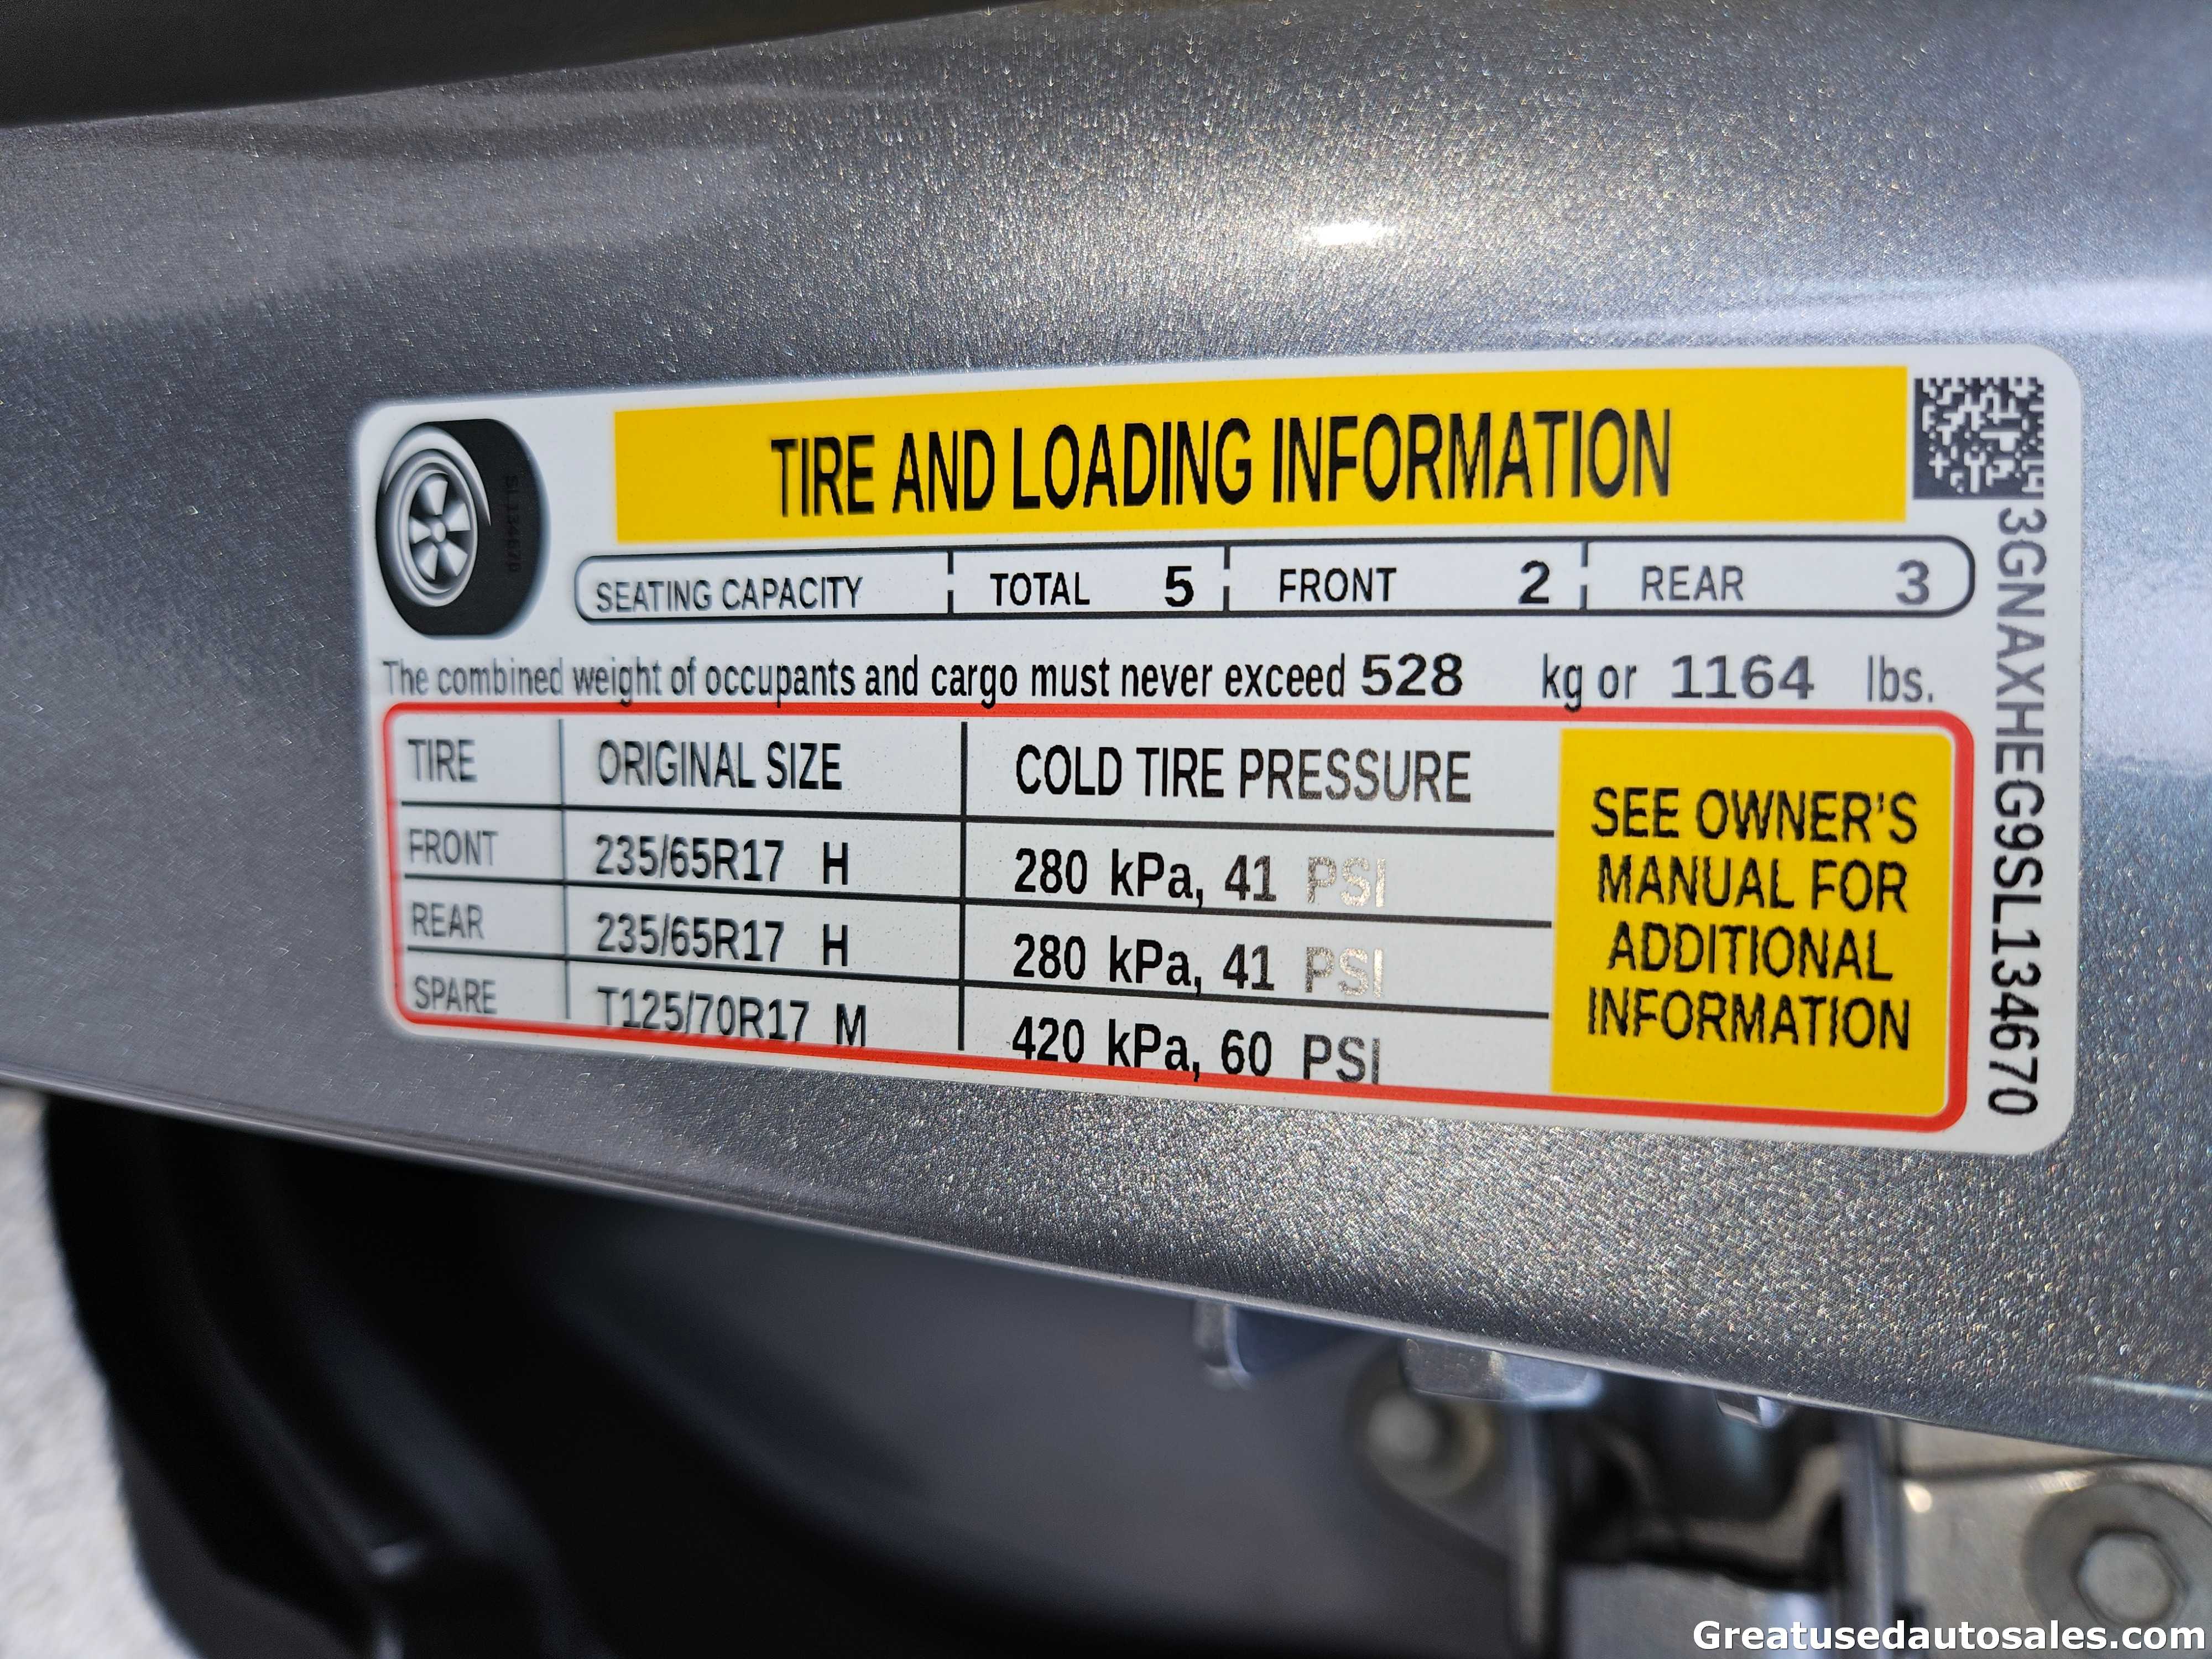 TIRE AND LOADING INFORMATION
SEATING CAPACITY TOTAL 5 FRONT 2 REAR 3
The combined weight of occupants and cargo must never exceed 528 kg or 1164 lbs.
TIRE ORIGINAL SIZE COLD TIRE PRESSURE
FRONT 235/65R17 H 280 kPa, 41 PSI
REAR 235/65R17 H 280 kPa, 41 PSI
SPARE T125/70R17 M 420 kPa, 60 PSI
SEE OWNER'S
MANUAL FOR
ADDITIONAL
INFORMATION
3GNAXHEG9SL134670
SL134670
Greatusedautosales.com